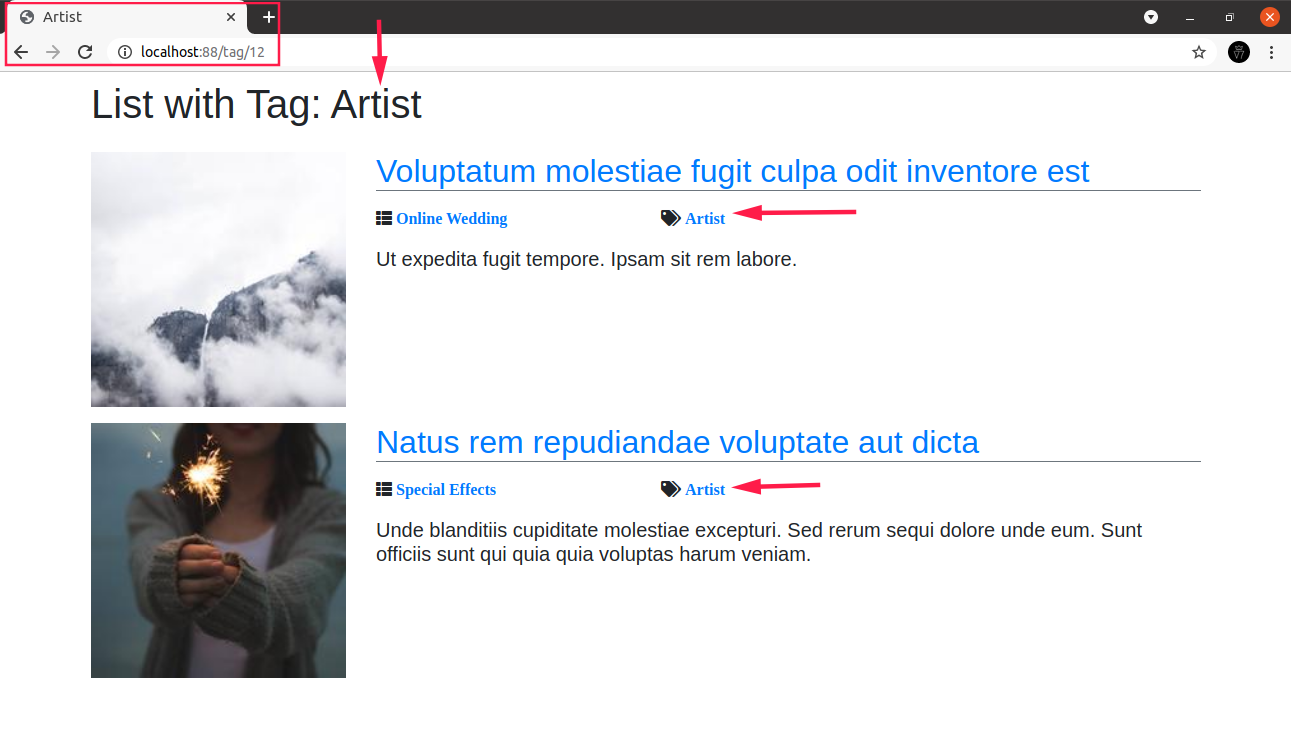 Artist
localhost:88/tag/12
List with Tag: Artist
Voluptatum molestiae fugit culpa odit inventore est
Online Wedding
Artist
Ut expedita fugit tempore. Ipsam sit rem labore.
Natus rem repudiandae voluptate aut dicta
Special Effects
Artist
Unde blanditiis cupiditate molestiae excepturi. Sed rerum sequi dolore unde eum. Sunt
officiis sunt qui quia quia voluptas harum veniam.